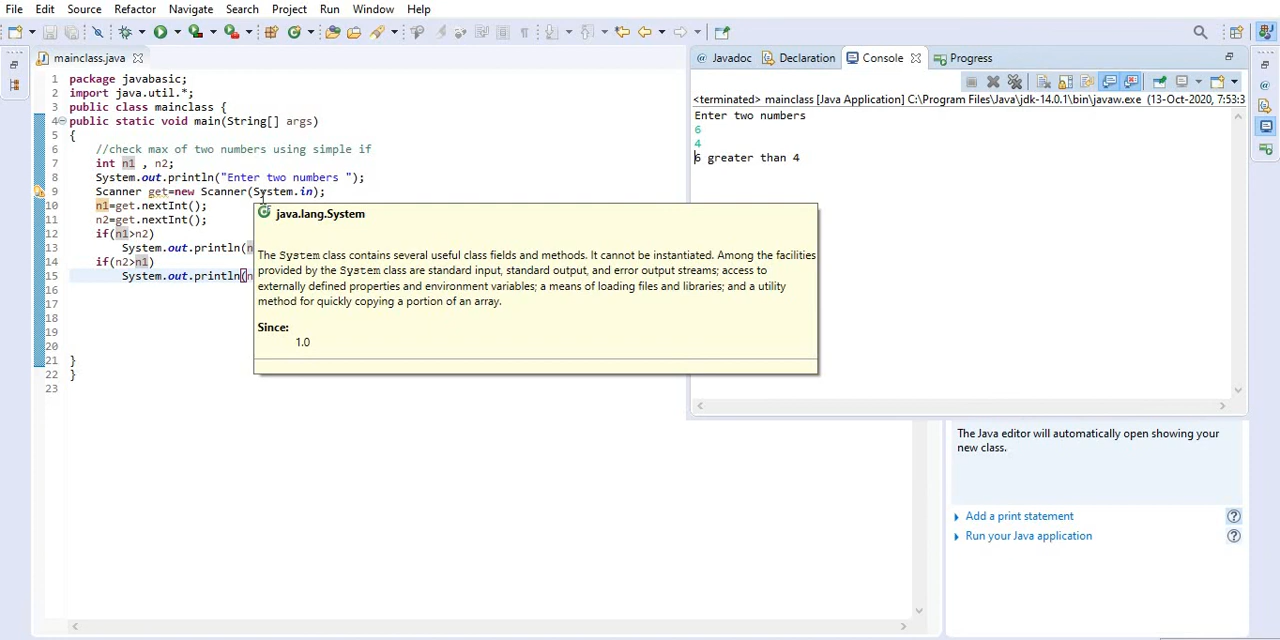 File Edit Source Refactor Navigate Search Project Run Window Help
mainclass.java
1 package javabasic;
2 import java.util.*;
3 public class mainclass {
4 public static void main(String[] args)
5 {
6 //check max of two numbers using simple if
7 int n1 , n2;
8 System.out.println("Enter two numbers ");
9 Scanner get=new Scanner(System.in);
10 n1=get.nextInt();
11 n2=get.nextInt();
12 if(n1>n2)
13 System.out.println(n
14 if(n2>n1)
15 System.out.println(n
16
17
18
19
20
21 }
22 }
23
java.lang.System
The System class contains several useful class fields and methods. It cannot be instantiated. Among the facilities
provided by the System class are standard input, standard output, and error output streams; access to
externally defined properties and environment variables; a means of loading files and libraries; and a utility
method for quickly copying a portion of an array.
Since:
1.0
@ Javadoc Declaration Console Progress
<terminated> mainclass [Java Application] C:\Program Files\Java\jdk-14.0.1\bin\javaw.exe (13-Oct-2020, 7:53:3
Enter two numbers
6
4
6 greater than 4
The Java editor will automatically open showing your
new class.
Add a print statement
Run your Java application